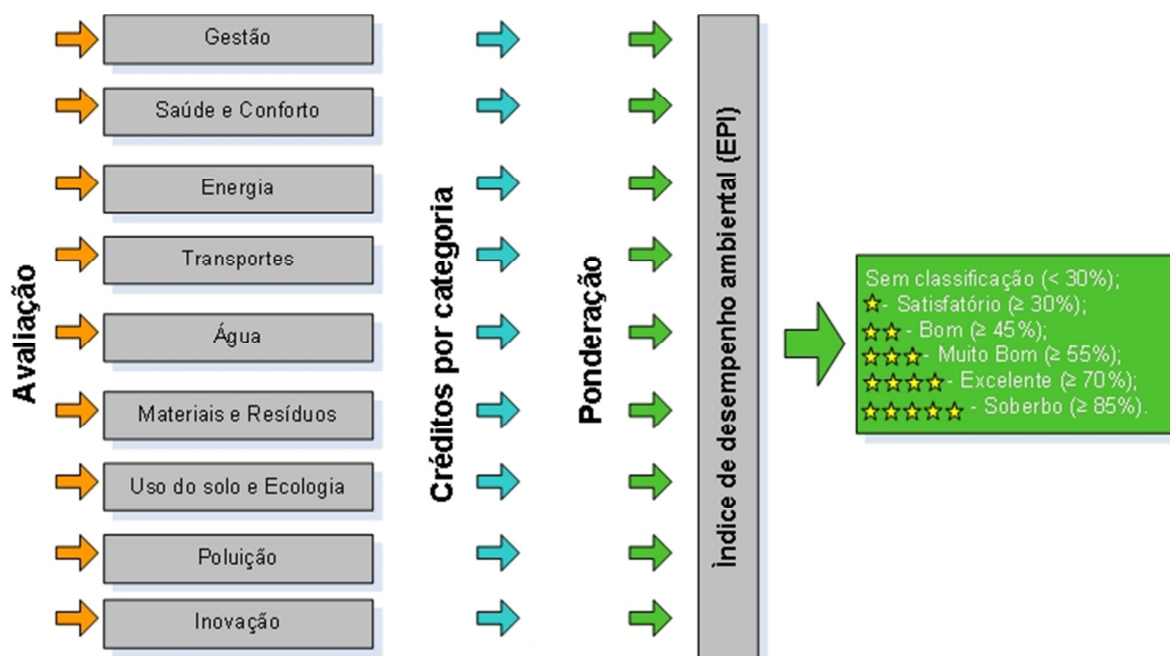 Avaliação
Gestão
Saúde e Conforto
Energia
Transportes
Água
Materiais e Resíduos
Uso do solo e Ecologia
Poluição
Inovação
Créditos por categoria
Ponderação
Ìndice de desempenho ambiental (EPI)
Sem classificação (< 30%);
- Satisfatório (≥ 30%);
- Bom (≥ 45%);
- Muito Bom (≥ 55%);
- Excelente (≥ 70%);
- Soberbo (≥ 85%).